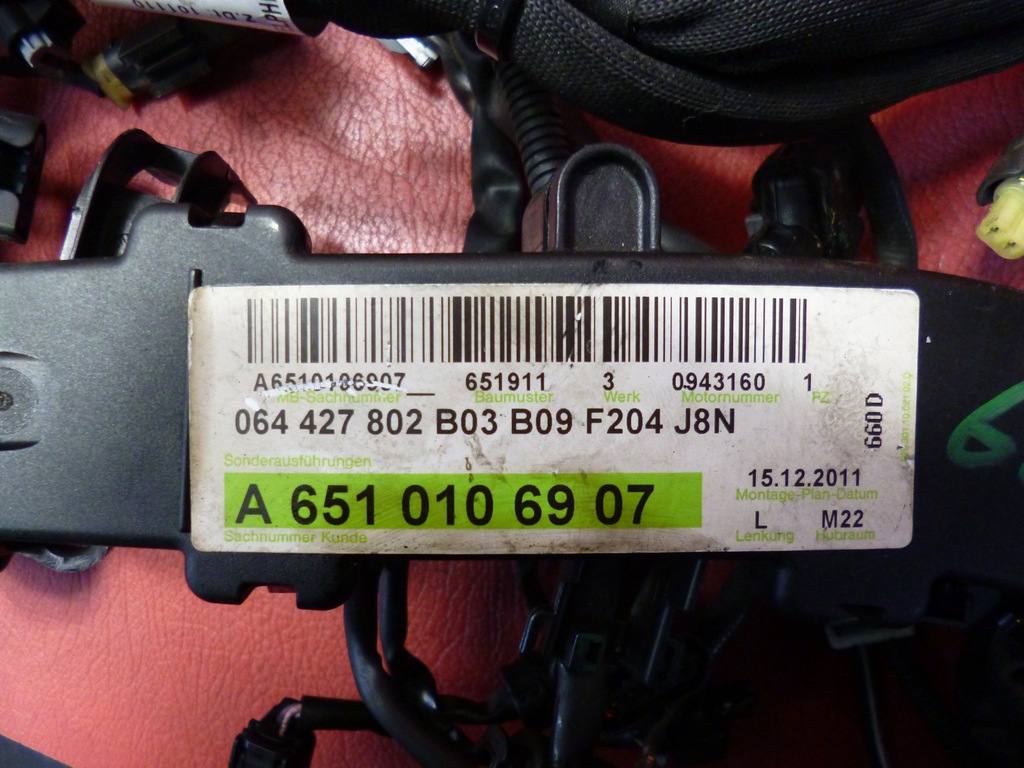 A6510106907__ 651911 3 0943160 1
MB-Sachnummer Baumuster Werk Motornummer PZ
064 427 802 B03 B09 F204 J8N
660 D
Sonderausführungen
15.12.2011
Montage-Plan-Datum
A 651 010 69 07
L M22
Sachnummer Kunde
Lenkung Hubraum